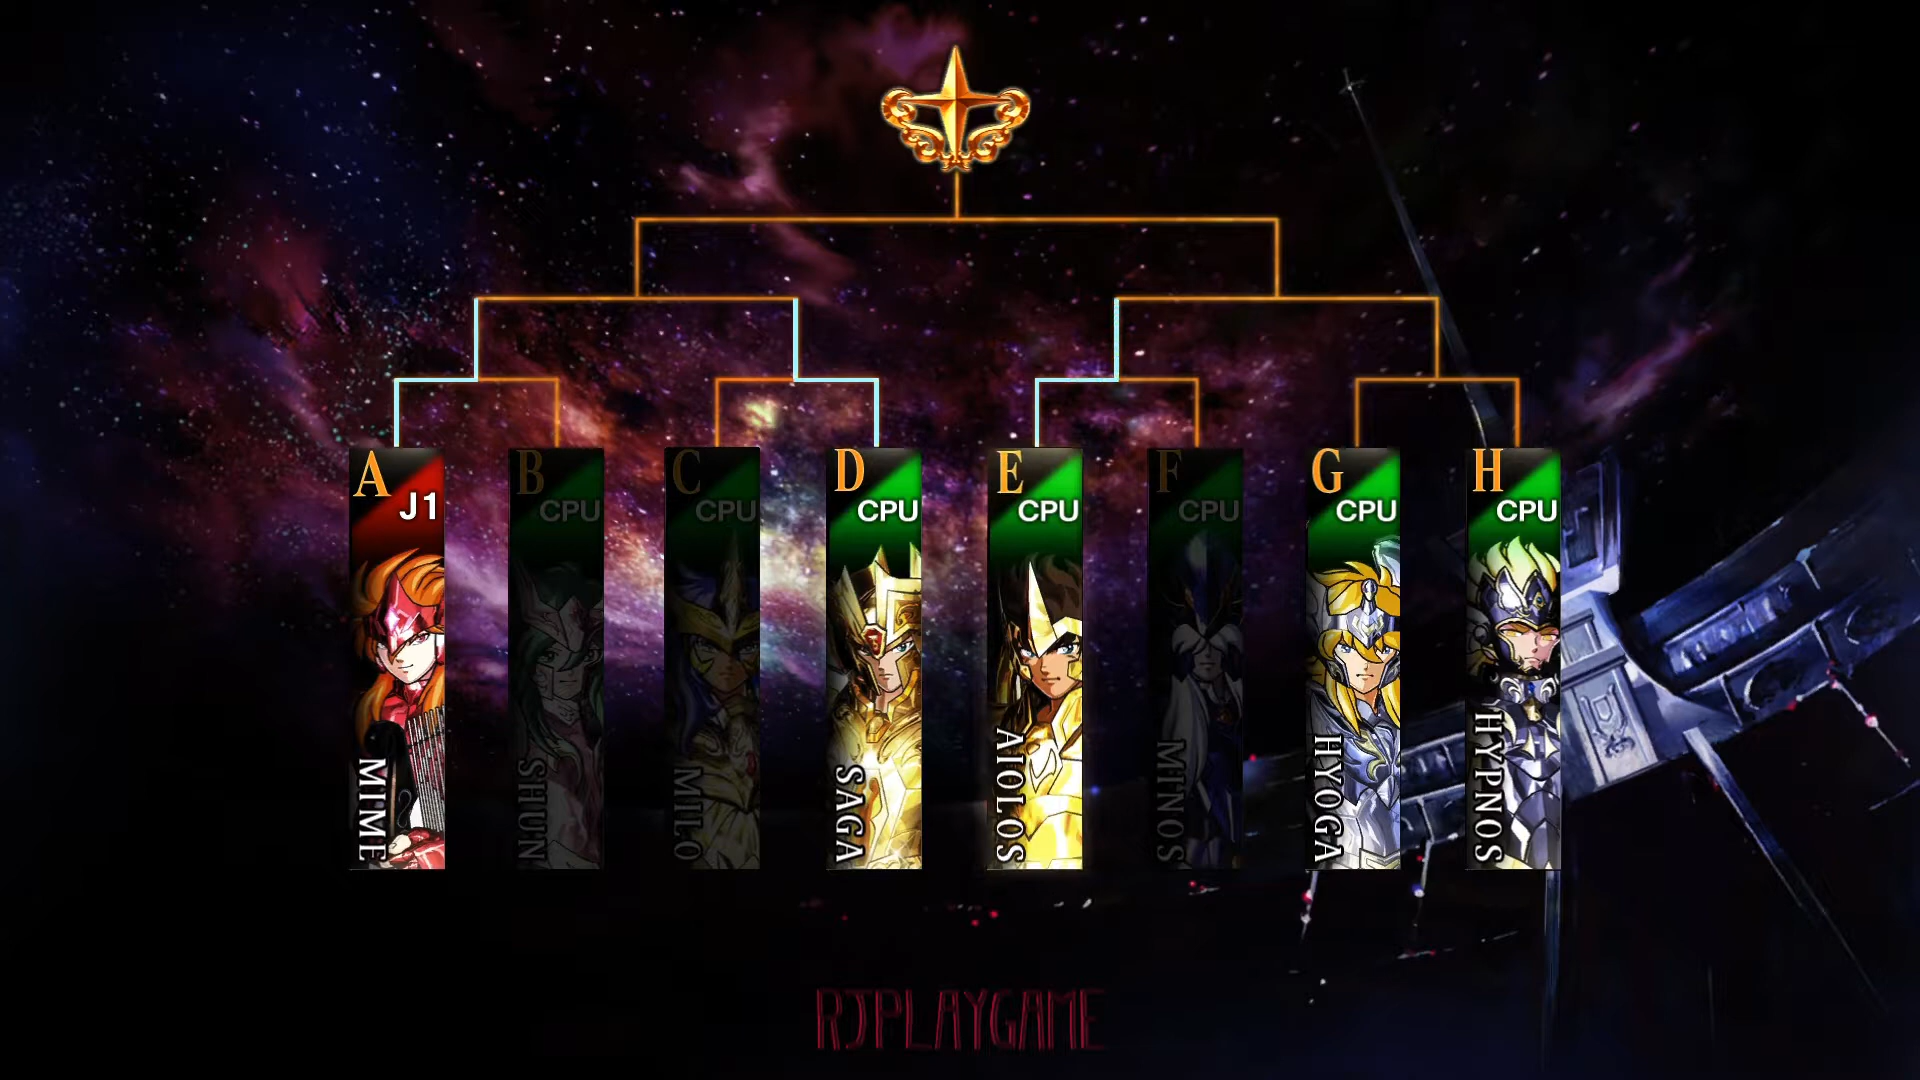 A
J1
MIME
B
CPU
SHUN
C
CPU
MILO
D
CPU
SAGA
E
CPU
AIOLOS
F
CPU
MINOS
G
CPU
HYOGA
H
CPU
HYPNOS
RJPLAYGAME